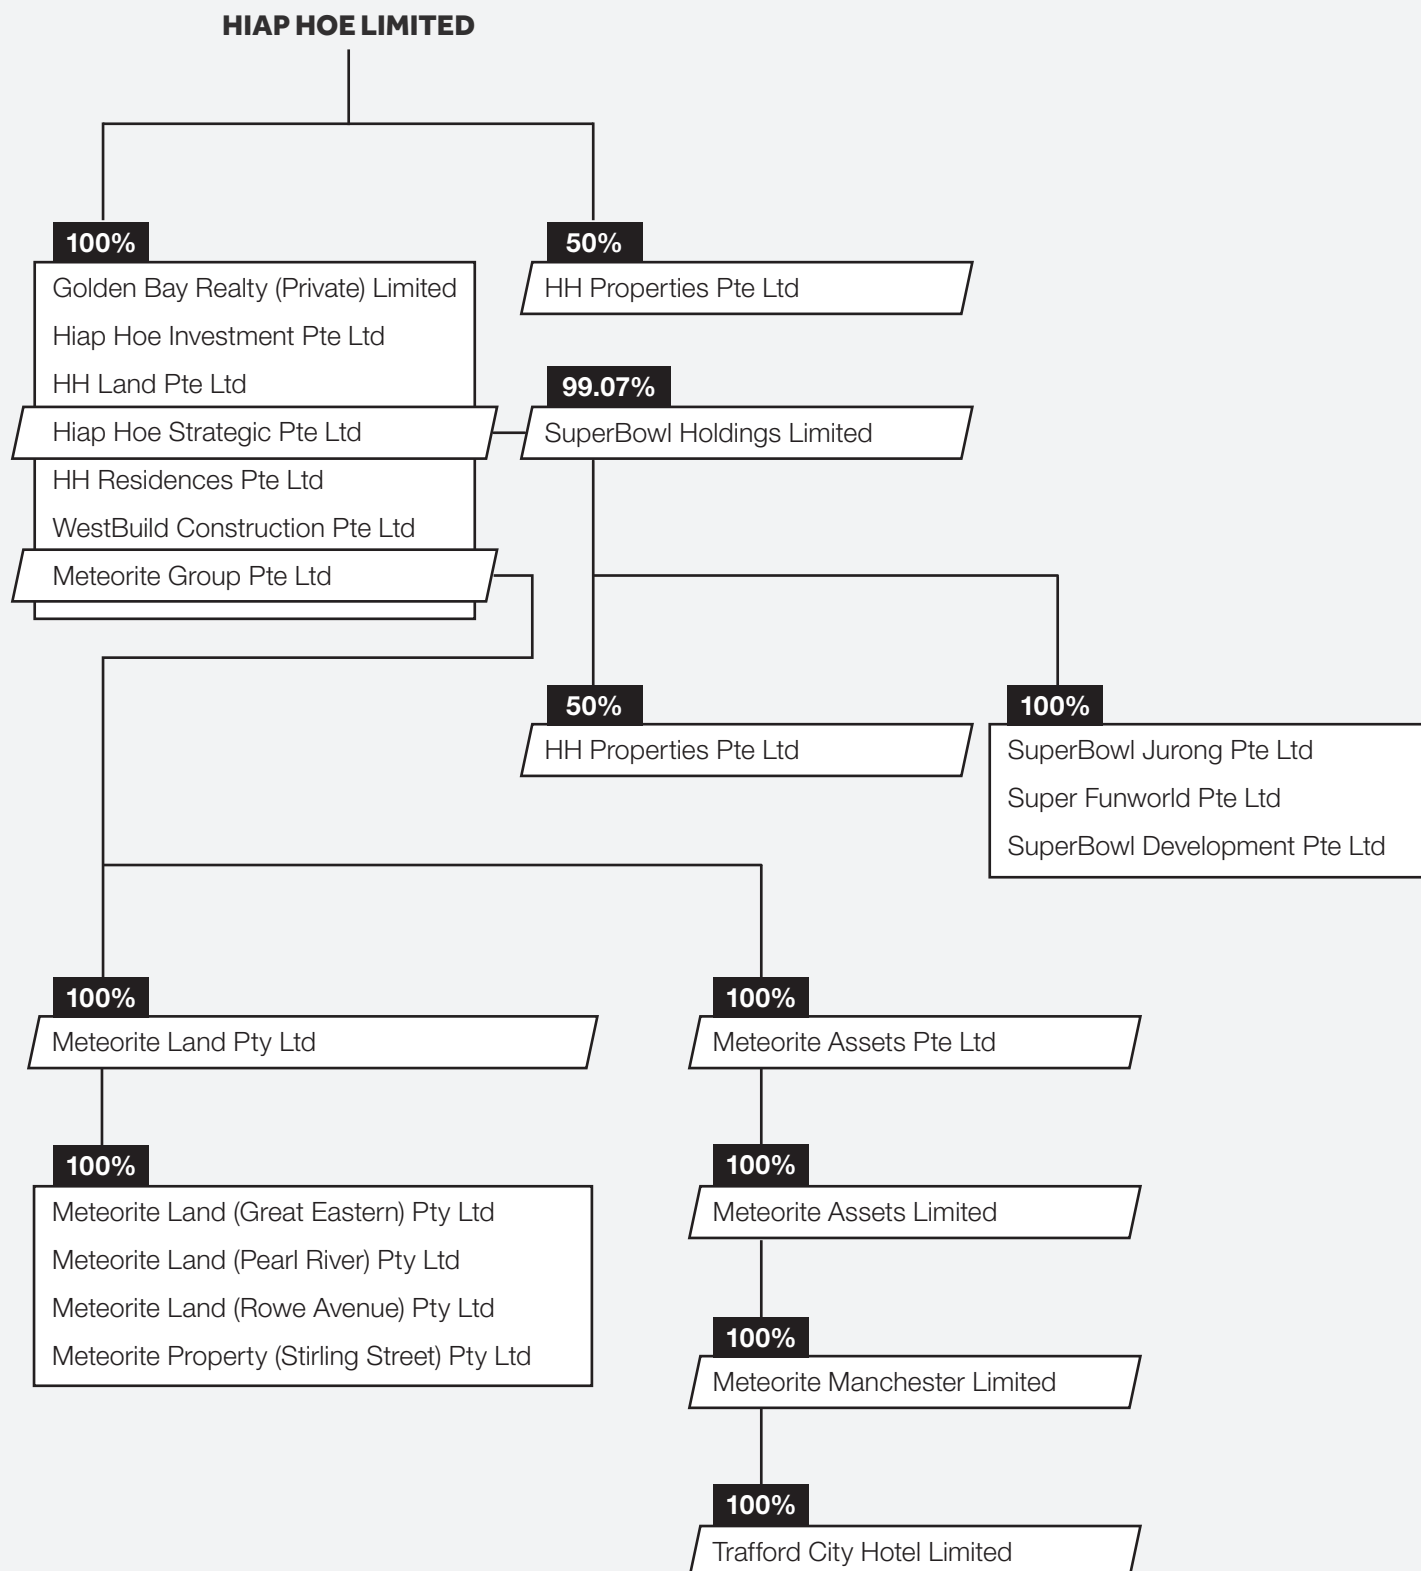 HIAP HOE LIMITED
100%
Golden Bay Realty (Private) Limited
Hiap Hoe Investment Pte Ltd
HH Land Pte Ltd
Hiap Hoe Strategic Pte Ltd
HH Residences Pte Ltd
WestBuild Construction Pte Ltd
Meteorite Group Pte Ltd
50%
HH Properties Pte Ltd
99.07%
SuperBowl Holdings Limited
50%
HH Properties Pte Ltd
100%
SuperBowl Jurong Pte Ltd
Super Funworld Pte Ltd
SuperBowl Development Pte Ltd
100%
Meteorite Land Pty Ltd
100%
Meteorite Land (Great Eastern) Pty Ltd
Meteorite Land (Pearl River) Pty Ltd
Meteorite Land (Rowe Avenue) Pty Ltd
Meteorite Property (Stirling Street) Pty Ltd
100%
Meteorite Assets Pte Ltd
100%
Meteorite Assets Limited
100%
Meteorite Manchester Limited
100%
Trafford City Hotel Limited